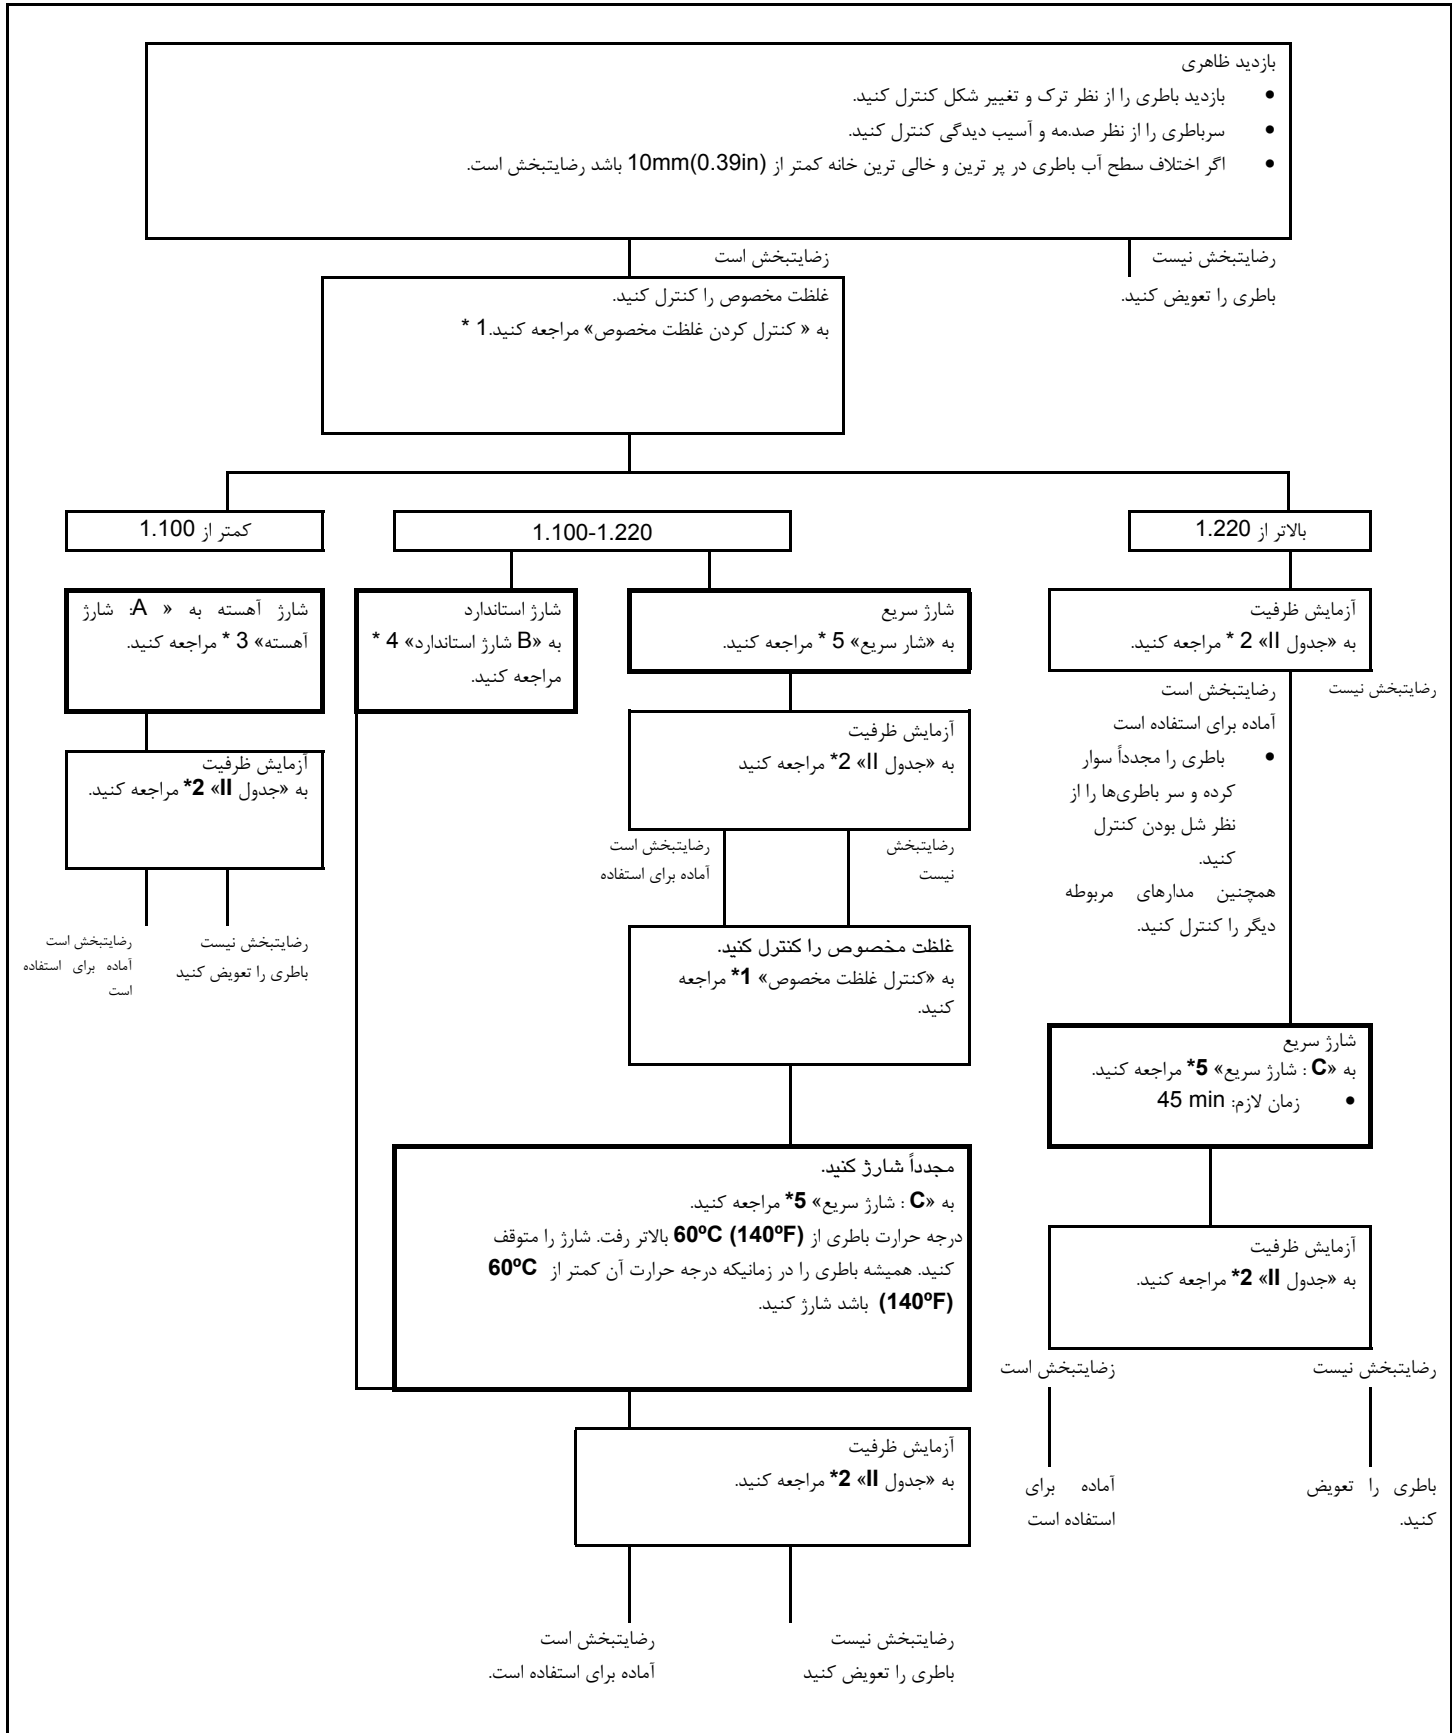 بازدید ظاهری
• بازدید باطری را از نظر ترک و تغییر شکل کنترل کنید.
• سرباطری را از نظر صد.مه و آسیب دیدگی کنترل کنید.
• اگر اختلاف سطح آب باطری در پر ترین و خالی ترین خانه کمتر از 10mm(0.39in) باشد رضایتبخش است.
رضایتبخش نیست
باطری را تعویض کنید.
زضایتبخش است
غلظت مخصوص را کنترل کنید.
به « کنترل کردن غلظت مخصوص» مراجعه کنید.1 *
بالاتر از 1.220
1.100-1.220
کمتر از 1.100
آزمایش ظرفیت
به «جدول II» 2 * مراجعه کنید.
رضایتبخش نیست
رضایتبخش است
آماده برای استفاده است
• باطری را مجدداً سوار
کرده و سر باطری‌ها را از
نظر شل بودن کنترل
کنید.
همچنین مدارهای مربوطه
دیگر را کنترل کنید.
شارژ سریع
به «C : شارژ سریع» 5* مراجعه کنید.
• زمان لازم: 45 min
آزمایش ظرفیت
به «جدول II» 2* مراجعه کنید.
رضایتبخش نیست
باطری را تعویض
کنید.
زضایتبخش است
آماده برای
استفاده است
شارژ سریع
به «شار سریع» 5 * مراجعه کنید.
آزمایش ظرفیت
به «جدول II» 2* مراجعه کنید
رضایتبخش
نیست
رضایتبخش است
آماده برای استفاده
غلظت مخصوص را کنترل کنید.
به «کنترل غلظت مخصوص» 1* مراجعه
کنید.
مجدداً شارژ کنید.
به «C : شارژ سریع» 5* مراجعه کنید.
درجه حرارت باطری از 60ºC (140ºF) بالاتر رفت. شارژ را متوقف
کنید. همیشه باطری را در زمانیکه درجه حرارت آن کمتر از 60ºC
(140ºF) باشد شارژ کنید.
آزمایش ظرفیت
به «جدول II» 2* مراجعه کنید.
رضایتبخش نیست
باطری را تعویض کنید
رضایتبخش است
آماده برای استفاده است.
شارژ استاندارد
به «B شارژ استاندارد» 4 *
مراجعه کنید.
شارژ آهسته به « A: شارژ
آهسته» 3 * مراجعه کنید.
آزمایش ظرفیت
به «جدول II» 2* مراجعه کنید.
رضایتبخش نیست
باطری را تعویض کنید
رضایتبخش است
آماده برای استفاده
است